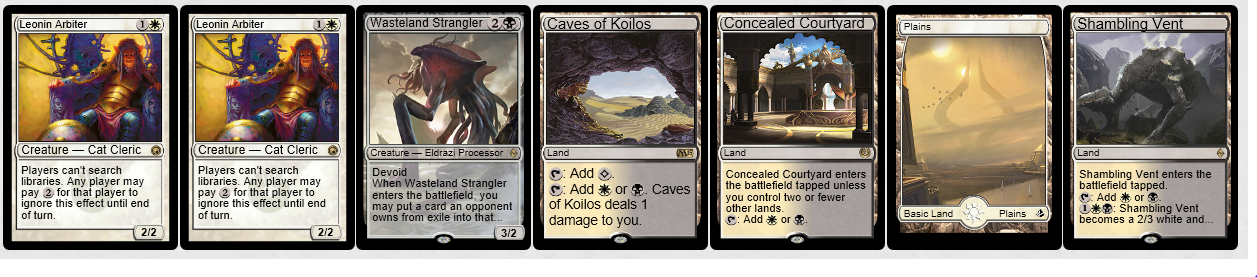 Leonin Arbiter 1
Creature — Cat Cleric
Players can't search
libraries. Any player may
pay 2 for that player to
ignore this effect until end
of turn.
2/2
Leonin Arbiter 1
Creature — Cat Cleric
Players can't search
libraries. Any player may
pay 2 for that player to
ignore this effect until end
of turn.
2/2
Wasteland Strangler 2
Creature — Eldrazi Processor
Devoid
When Wasteland Strangler
enters the battlefield, you
may put a card an opponent
owns from exile into that...
3/2
Caves of Koilos
Land
M15
: Add .
: Add or . Caves
of Koilos deals 1
damage to you.
Concealed Courtyard
Land
Concealed Courtyard enters
the battlefield tapped unless
you control two or fewer
other lands.
: Add or .
Plains
Basic Land Plains
Shambling Vent
Land
Shambling Vent enters the
battlefield tapped.
: Add or .
1 : Shambling Vent
becomes a 2/3 white and...